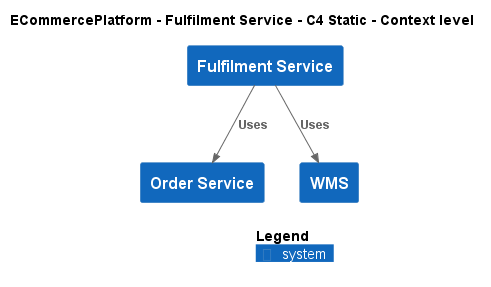 ECommercePlatform - Fulfilment Service - C4 Static - Context level
Fulfilment Service
Uses
Uses
Order Service
WMS
Legend
system